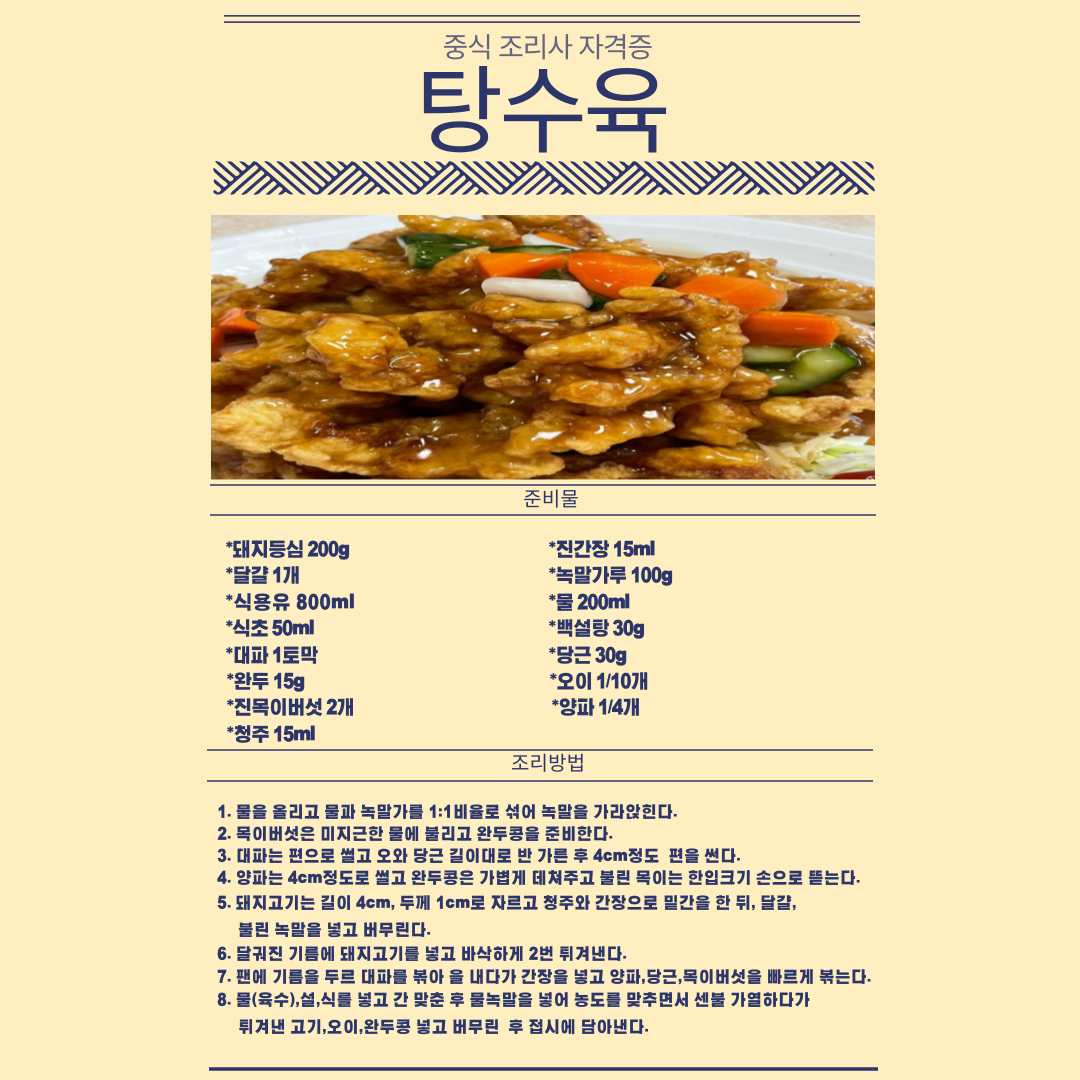 중식 조리사 자격증
탕수육
준비물
*돼지등심 200g
*달걀 1개
*식용유 800ml
*식초 50ml
*대파 1토막
*완두 15g
*진목이버섯 2개
*청주 15ml
*진간장 15ml
*녹말가루 100g
*물 200ml
*백설탕 30g
*당근 30g
*오이 1/10개
*양파 1/4개
조리방법
1. 물을 올리고 물과 녹말가를 1:1비율로 섞어 녹말을 가라앉힌다.
2. 목이버섯은 미지근한 물에 불리고 완두콩을 준비한다.
3. 대파는 편으로 썰고 오와 당근 길이대로 반 가른 후 4cm정도 편을 썬다.
4. 양파는 4cm정도로 썰고 완두콩은 가볍게 데쳐주고 불린 목이는 한입크기 손으로 뜯는다.
5. 돼지고기는 길이 4cm, 두께 1cm로 자르고 청주와 간장으로 밑간을 한 뒤, 달걀,
불린 녹말을 넣고 버무린다.
6. 달궈진 기름에 돼지고기를 넣고 바삭하게 2번 튀겨낸다.
7. 팬에 기름을 두르 대파를 볶아 을 내다가 간장을 넣고 양파,당근,목이버섯을 빠르게 볶는다.
8. 물(육수),설,식를 넣고 간 맞춘 후 물녹말을 넣어 농도를 맞추면서 센불 가열하다가
튀겨낸 고기,오이,완두콩 넣고 버무린 후 접시에 담아낸다.